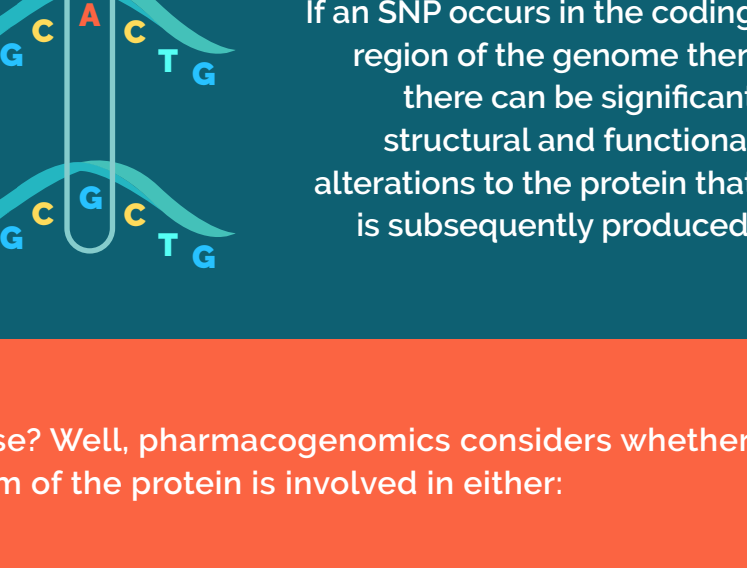 G C A C T G
If an SNP occurs in the coding
region of the genome then
there can be significant
structural and functional
alterations to the protein that
is subsequently produced
G C G C T G
se? Well, pharmacogenomics considers whether
m of the protein is involved in either: